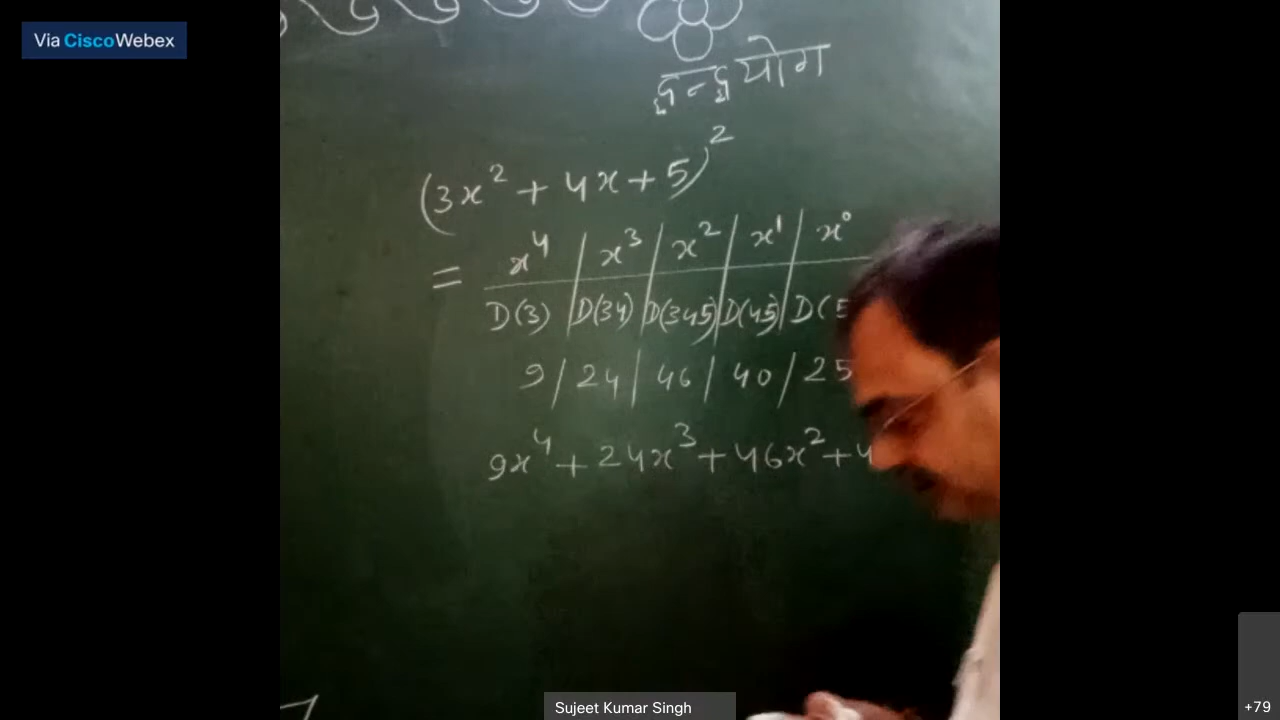 Via CiscoWebex
द्वन्द्व योग
(3x² + 4x + 5)²
= x⁴ / x³ / x² / x¹ / x⁰
D(3) / D(34) / D(345) / D(45) / D(5
9 / 24 / 46 / 40 / 25
9x⁴ + 24x³ + 46x² + 4
Sujeet Kumar Singh
+79